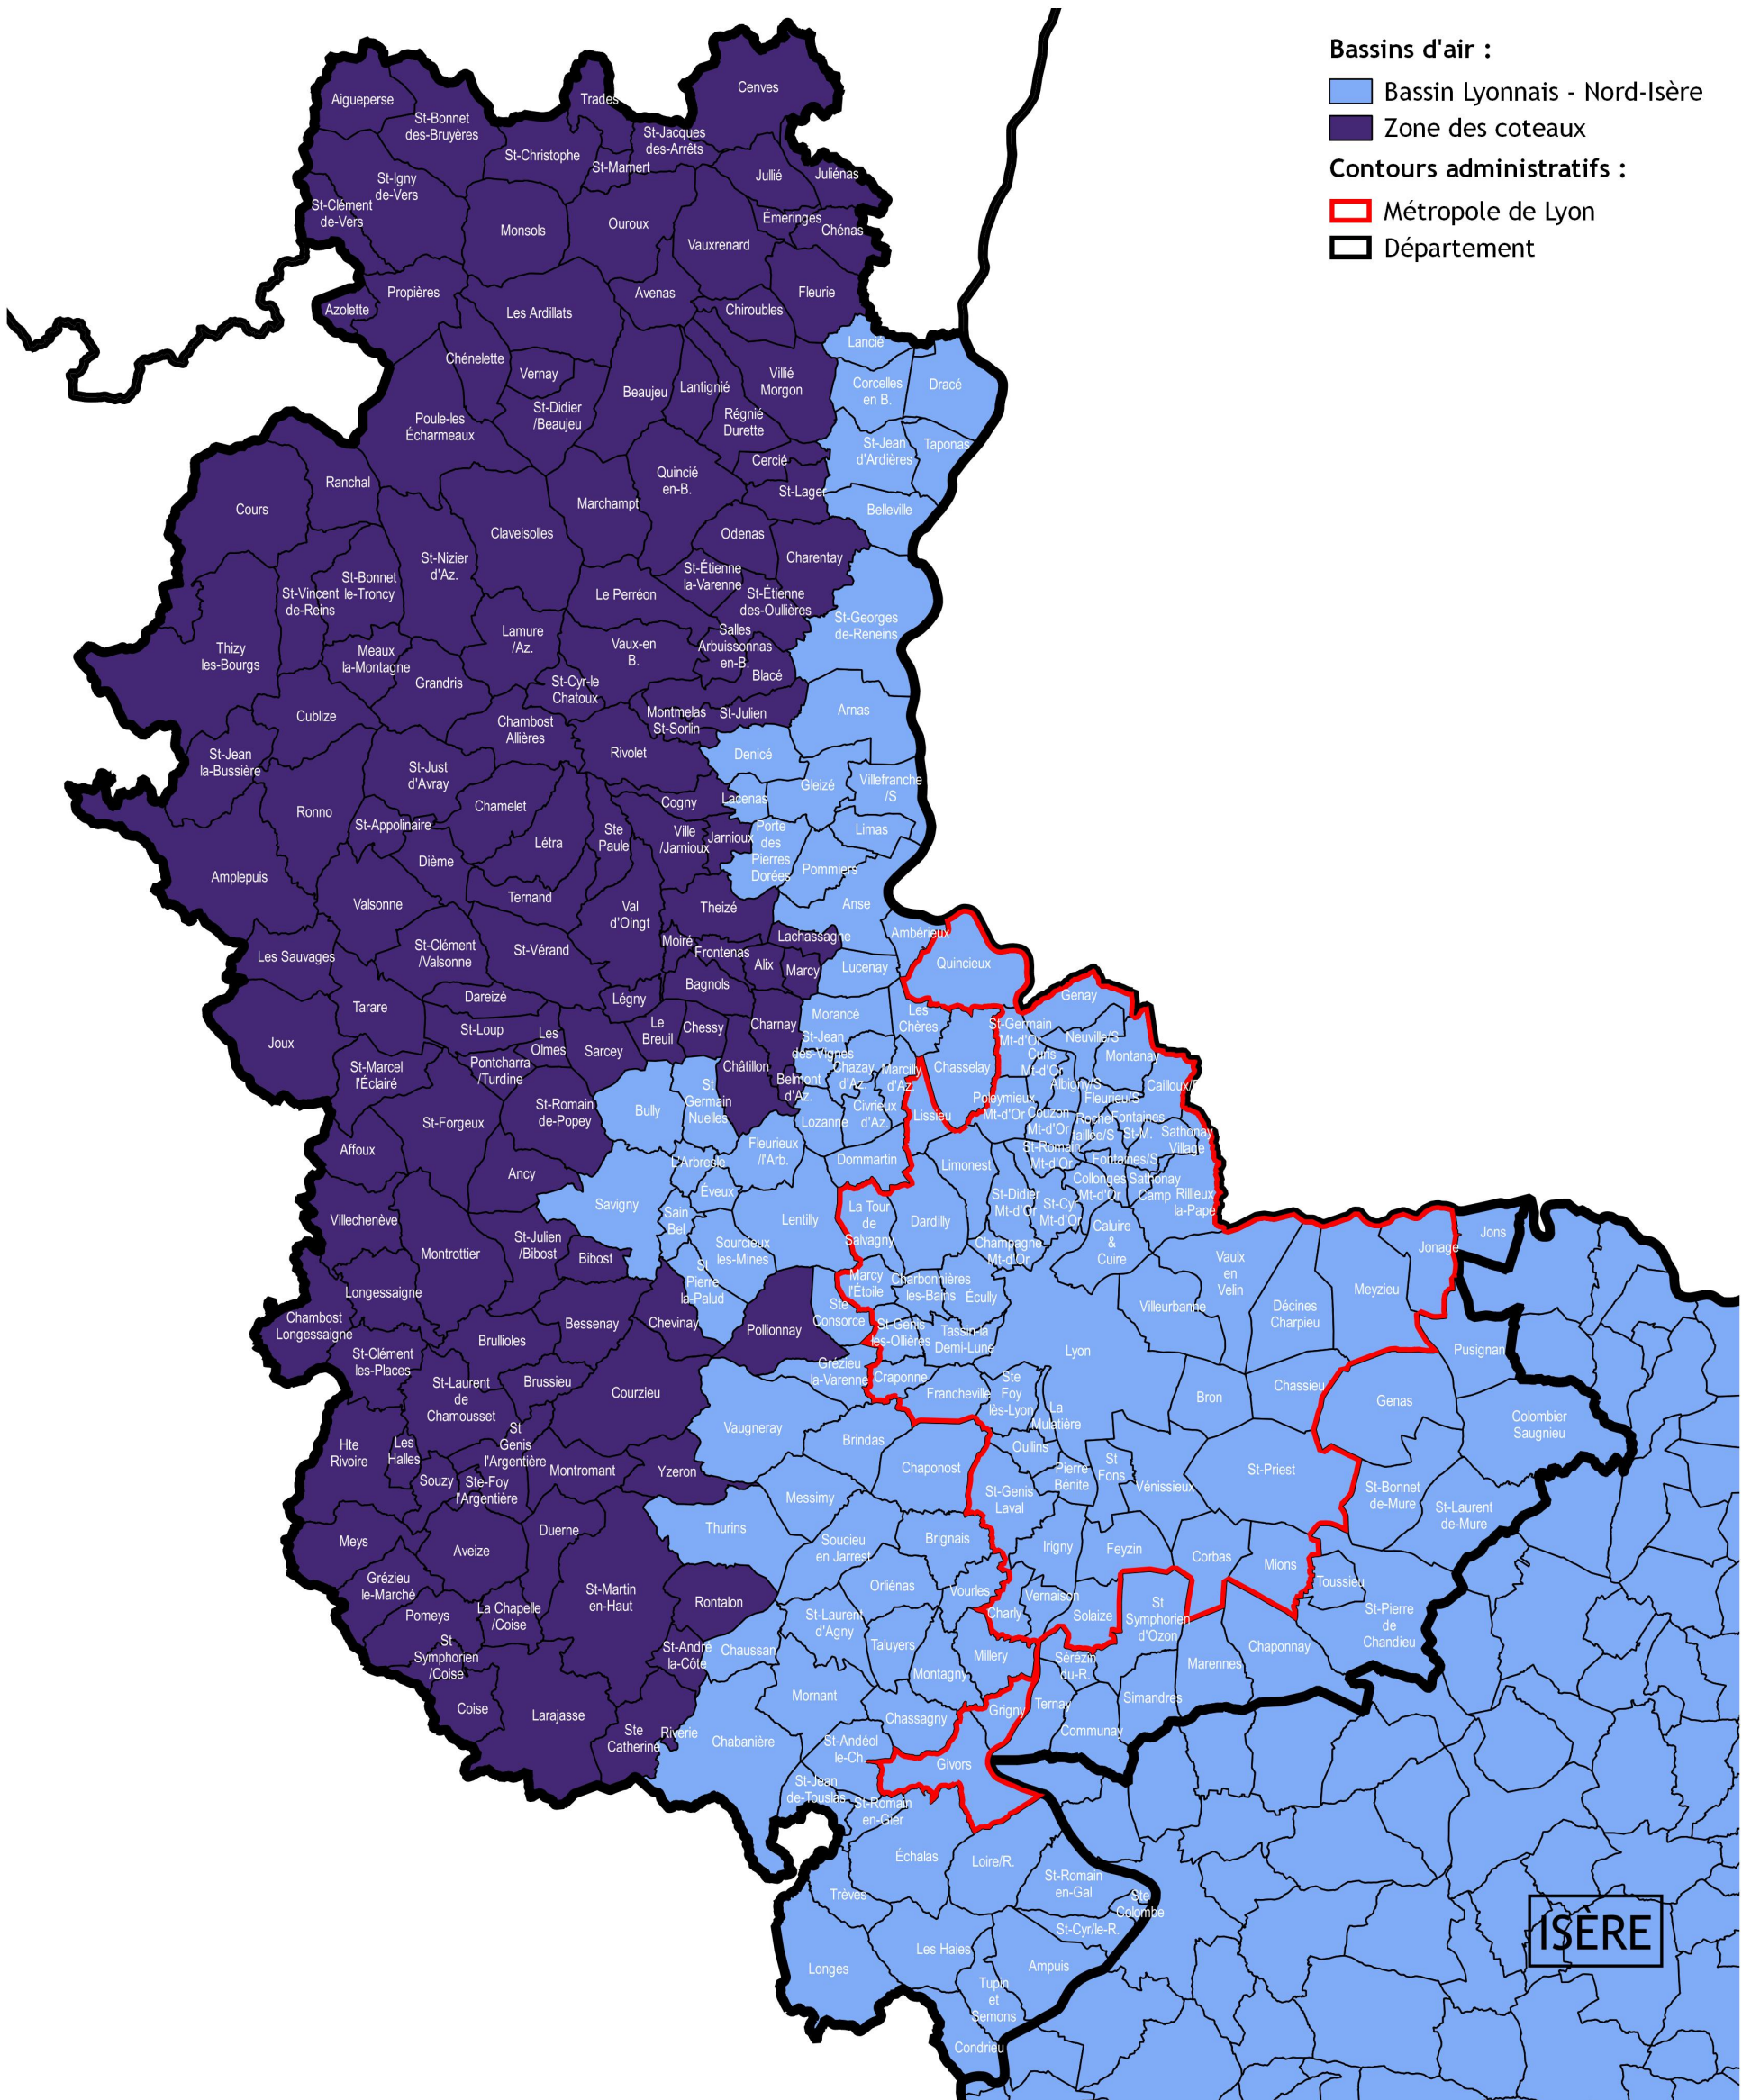 Bassins d'air :
Bassin Lyonnais - Nord-Isère
Zone des coteaux
Contours administratifs :
Métropole de Lyon
Département
Cenves
Aigueperse
Trades
St-Bonnet
des-Bruyères
St-Jacques
des-Arrêts
St-Christophe
St-Mamert
Jullié
Juliénas
St-Igny
de-Vers
St-Clément
de-Vers
Émeringes
Chénas
Monsols
Ouroux
Vauxrenard
Propières
Azolette
Avenas
Fleurie
Les Ardillats
Chiroubles
Lancié
Chénelette
Vernay
Beaujeu
Lantignié
Villié
Morgon
Corcelles
en B.
Dracé
St-Didier
/Beaujeu
Régnié
Durette
Poule-les
Écharmeaux
St-Jean
d'Ardières
Taponas
Cercié
Ranchal
Quincié
en-B.
St-Lager
Cours
Marchampt
Belleville
Claveisolles
Odenas
Charentay
St-Nizier
d'Az.
St-Bonnet
le-Troncy
St-Vincent
de-Reins
St-Étienne
la-Varenne
Le Perréon
St-Étienne
des-Oullières
St-Georges
de-Reneins
Thizy
les-Bourgs
Meaux
la-Montagne
Lamure
/Az.
Vaux-en
B.
Salles
Arbuissonnas
en-B.
Blacé
Grandris
St-Cyr-le
Chatoux
Cublize
Chambost
Allières
Montmelas
St-Sorlin
St-Julien
Arnas
St-Jean
la-Bussière
Rivolet
Denicé
St-Just
d'Avray
Gleizé
Villefranche
/S
Ronno
Chamelet
Cogny
Lacenas
St-Appolinaire
Létra
Ste
Paule
Ville
/Jarnioux
Jarnioux
Porte
des
Pierres
Dorées
Limas
Dième
Pommiers
Amplepuis
Valsonne
Ternand
Val
d'Oingt
Theizé
Anse
Les Sauvages
St-Clément
/Valsonne
St-Vérand
Moiré
Frontenas
Lachassagne
Ambérieux
Alix
Marcy
Lucenay
Quincieux
Bagnols
Tarare
Dareizé
Légny
Genay
Joux
St-Loup
Les
Olmes
Sarcey
Le
Breuil
Chessy
Charnay
Morancé
Les
Chères
St-Germain
Mt-d'Or
Neuville/S
St-Jean
des-Vignes
Curis
Mt-d'Or
Montanay
St-Marcel
l'Éclairé
Pontcharra
/Turdine
Châtillon
Belmont
d'Az.
Chazay
d'Az.
Marcilly
d'Az.
Chasselay
Albigny/S
Cailloux/F
Fleurieu/S
Poleymieux
Mt-d'Or
St-Romain
de-Popey
Bully
St
Germain
Nuelles
Lozanne
Civrieux
d'Az.
Lissieu
Couzon
Mt-d'Or
Roche
taillée/S
Fontaines
St-M.
Sathonay
Village
St-Forgeux
Affoux
Fleurieux
/l'Arb.
Dommartin
Limonest
St-Romain
Mt-d'Or
Fontaines/S
Ancy
L'Arbresle
Éveux
Savigny
Collonges
Mt-d'Or
Sathonay
Camp
Rillieux
la-Pape
Villechenève
Montrottier
St-Julien
/Bibost
Bibost
Sain
Bel
Lentilly
La Tour
de
Salvagny
Dardilly
St-Didier
Mt-d'Or
St-Cyr
Mt-d'Or
Caluire
&
Cuire
Jons
Jonage
Sourcieux
les-Mines
Champagne
Mt-d'Or
Vaulx
en
Velin
Longessaigne
St
Pierre
la-Palud
Marcy
l'Étoile
Charbonnières
les-Bains
Écully
Meyzieu
Villeurbanne
Décines
Charpieu
Chambost
Longessaigne
Bessenay
Chevinay
Pollionnay
Ste
Consorce
St-Genis
les-Ollières
Tassin-la
Demi-Lune
Brullioles
Lyon
Pusignan
St-Clément
les-Places
Grézieu
la-Varenne
Craponne
Francheville
Ste
Foy
lès-Lyon
Brussieu
Courzieu
St-Laurent
de
Chamousset
Bron
Chassieu
Genas
Colombier
Saugnieu
La
Mulatière
Vaugneray
Brindas
Oullins
Hte
Rivoire
Les
Halles
St
Genis
l'Argentière
Souzy
Ste-Foy
l'Argentière
Montromant
Yzeron
Chaponost
Pierre
Bénite
St
Fons
Vénissieux
St-Priest
St-Genis
Laval
Messimy
St-Bonnet
de-Mure
St-Laurent
de-Mure
Meys
Aveize
Duerne
Thurins
Soucieu
en Jarrest
Brignais
Irigny
Feyzin
Corbas
Mions
Toussieu
Grézieu
le-Marché
St-Martin
en-Haut
Rontalon
Orliénas
Vourles
Vernaison
Charly
Solaize
St
Symphorien
d'Ozon
St-Pierre
de
Chandieu
Pomeys
La Chapelle
/Coise
St-Laurent
d'Agny
Taluyers
St
Symphorien
/Coise
St-André
la-Côte
Chaussan
Montagny
Millery
Sérézin
du-R.
Marennes
Chaponnay
Mornant
Coise
Larajasse
Chassagny
Grigny
Ternay
Simandres
Communay
Ste
Catherine
Riverie
Chabanière
St-Andéol
le-Ch.
Givors
St-Jean
de-Touslas
St-Romain
en-Gier
Échalas
Loire/R.
St-Romain
en-Gal
Trèves
Ste
Colombe
St-Cyr/le-R.
Les Haies
Longes
Ampuis
Tupin
et
Semons
Condrieu
ISÈRE